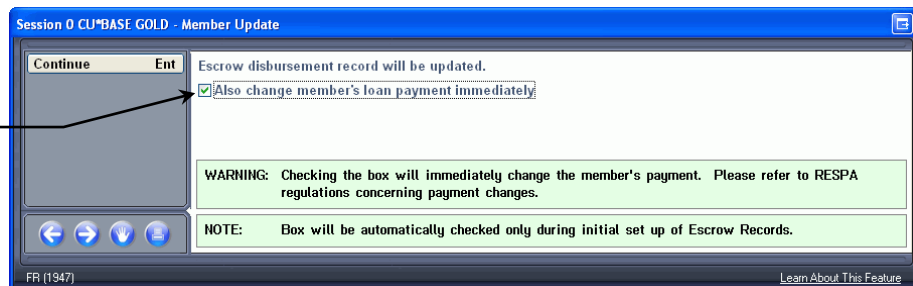 Session 0 CU*BASE GOLD - Member Update
Continue Ent
Escrow disbursement record will be updated.
Also change member's loan payment immediately
WARNING: Checking the box will immediately change the member's payment. Please refer to RESPA
regulations concerning payment changes.
NOTE: Box will be automatically checked only during initial set up of Escrow Records.
FR (1947)
Learn About This Feature